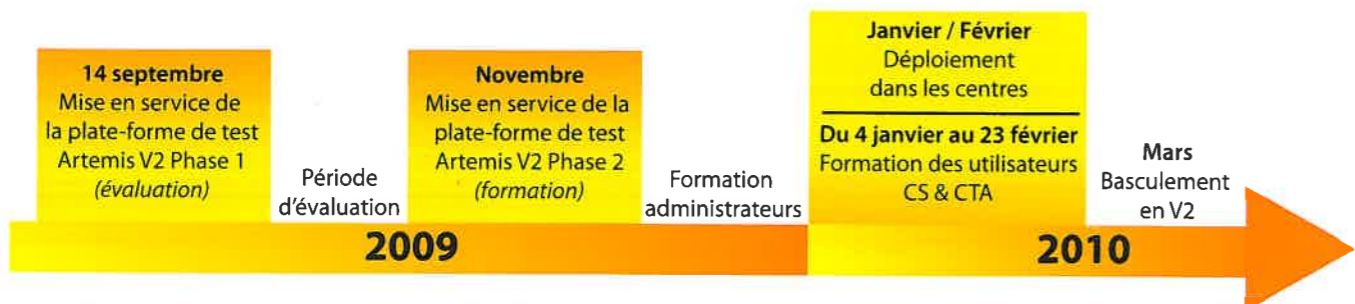 14 septembre
Mise en service de
la plate-forme de test
Artemis V2 Phase 1
(évaluation)
Période
d'évaluation
Novembre
Mise en service de la
plate-forme de test
Artemis V2 Phase 2
(formation)
Formation
administrateurs
Janvier / Février
Déploiement
dans les centres
Du 4 janvier au 23 février
Formation des utilisateurs
CS & CTA
Mars
Basculement
en V2
2009
2010